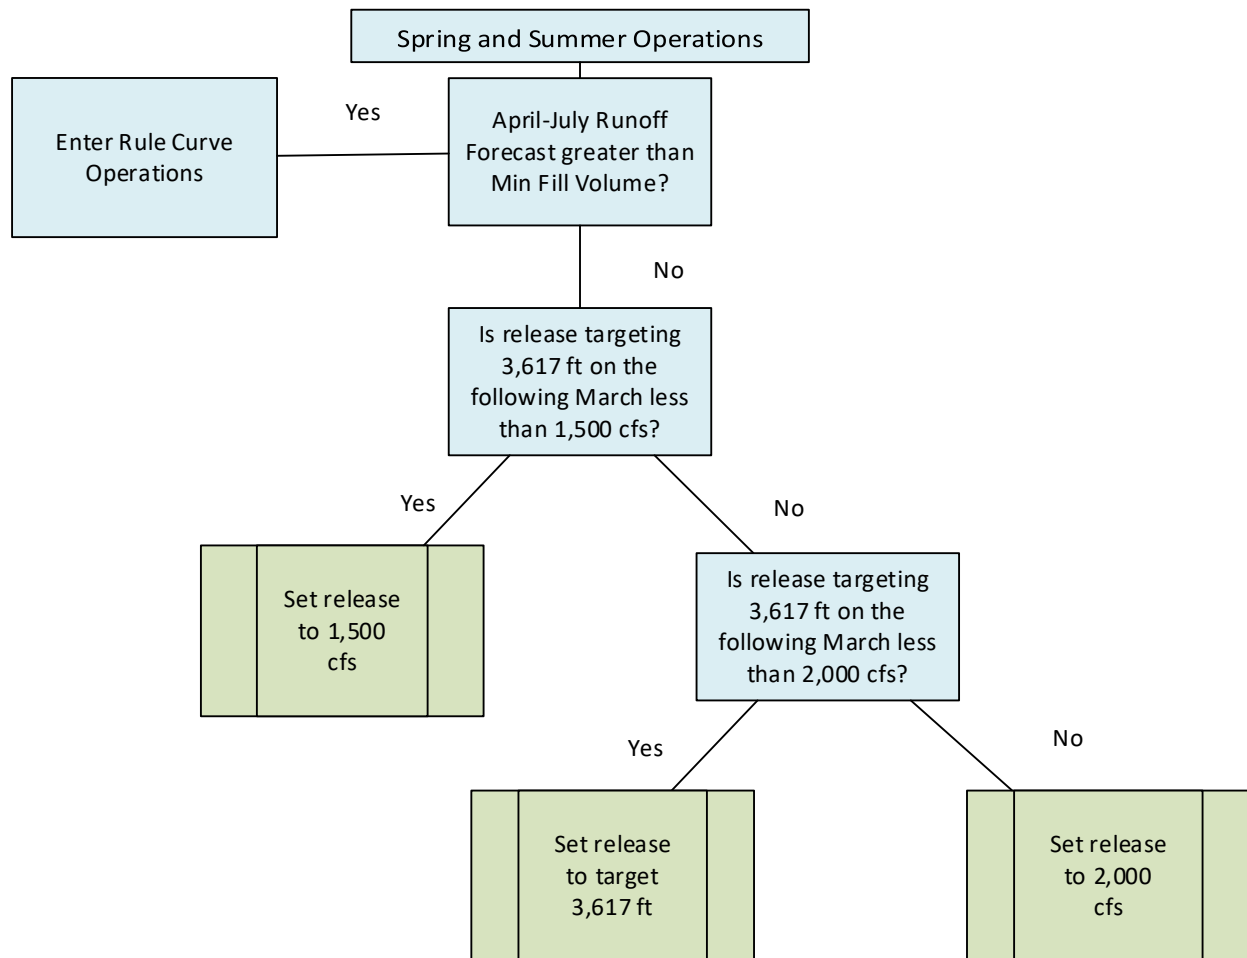 Spring and Summer Operations
Yes
Enter Rule Curve
Operations
April-July Runoff
Forecast greater than
Min Fill Volume?
No
Is release targeting
3,617 ft on the
following March less
than 1,500 cfs?
Yes
No
Set release
to 1,500
cfs
Is release targeting
3,617 ft on the
following March less
than 2,000 cfs?
Yes
No
Set release
to target
3,617 ft
Set release
to 2,000
cfs